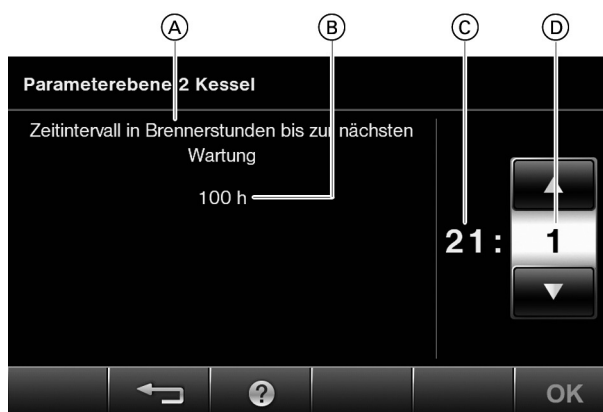 A B C D
Parameterebene 2 Kessel
Zeitintervall in Brennerstunden bis zur nächsten
Wartung
100 h
21: 1
?
OK